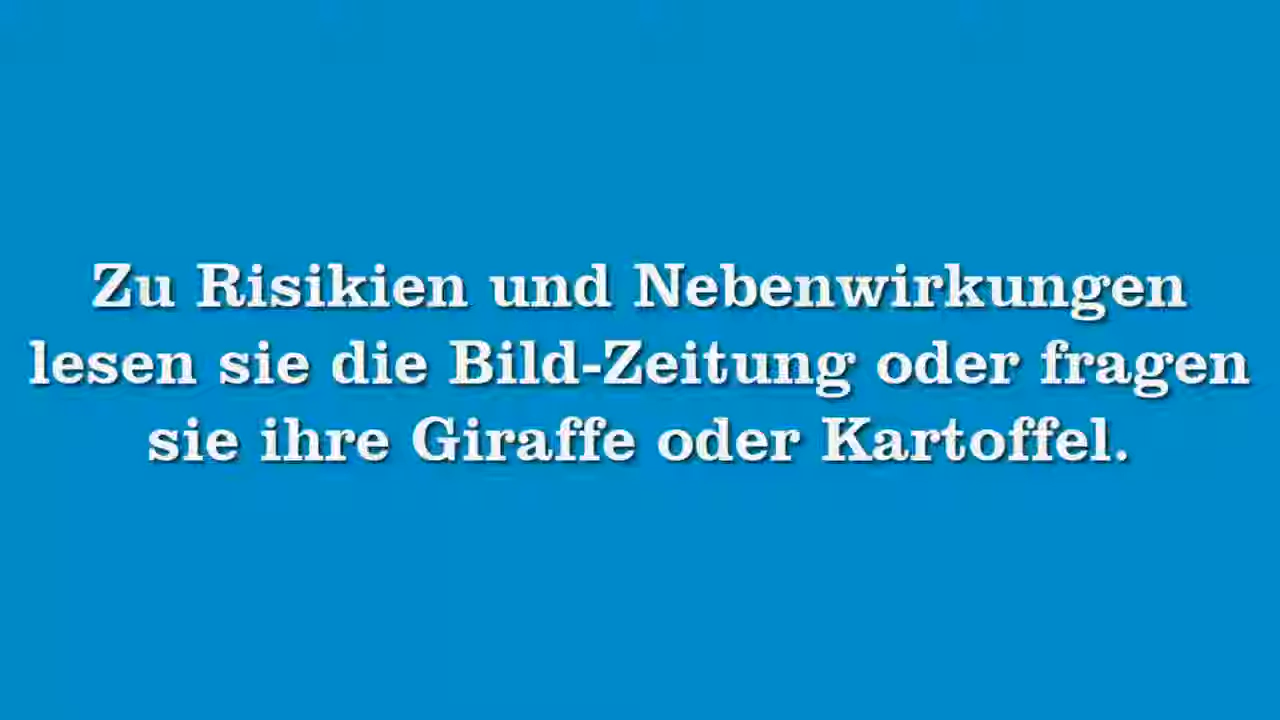 Zu Risikien und Nebenwirkungen
lesen sie die Bild-Zeitung oder fragen
sie ihre Giraffe oder Kartoffel.